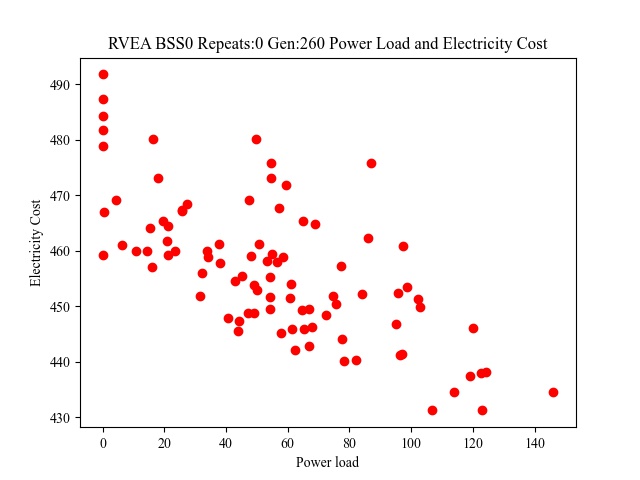 RVEA BSS0 Repeats:0 Gen:260 Power Load and Electricity Cost
490
480
470
460
450
440
430
Electricity Cost
0 20 40 60 80 100 120 140
Power load